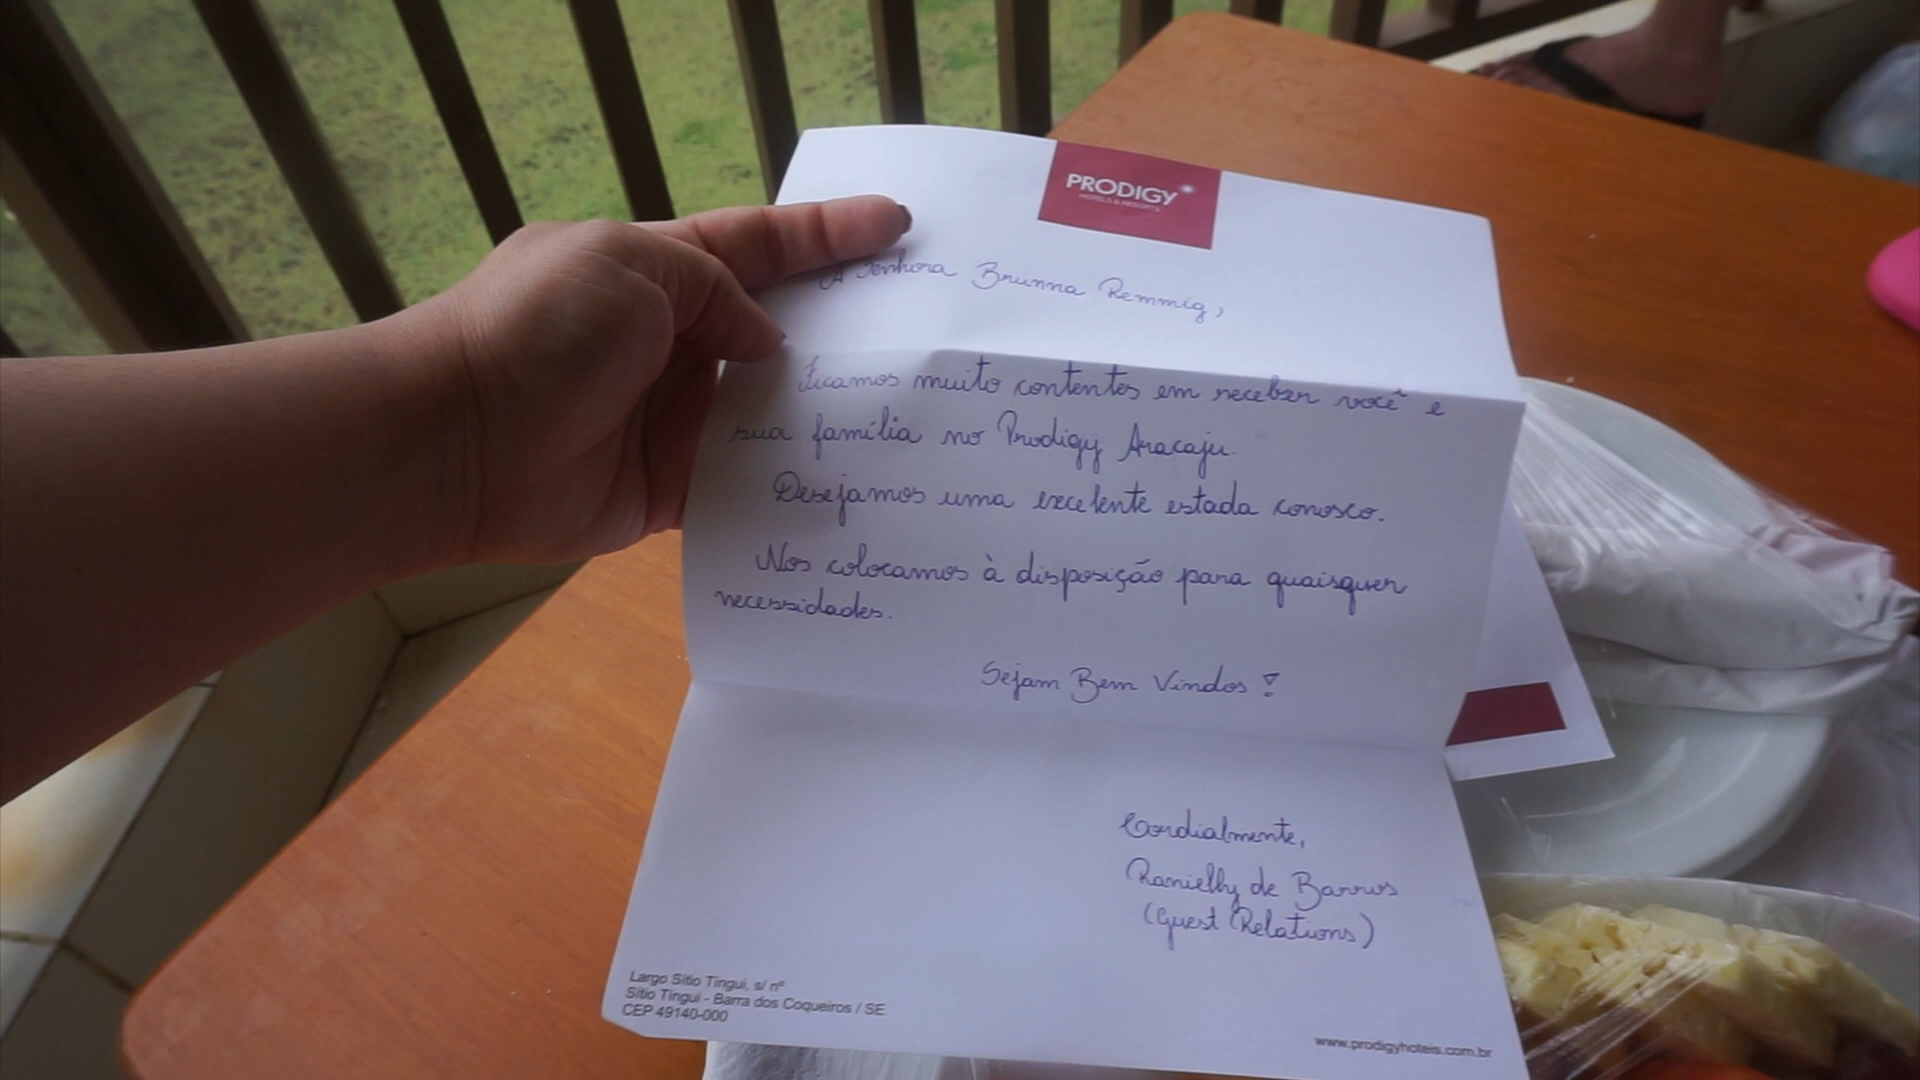 PRODIGY
HOTELS & RESORTS
A Senhora Brunna Remmig,
Ficamos muito contentes em receber você e
sua família no Prodigy Aracaju.
Desejamos uma excelente estada conosco.
Nos colocamos à disposição para quaisquer
necessidades.
Sejam Bem Vindos!
Cordialmente,
Ranielly de Barros
(Guest Relations)
Largo Sítio Tingui, s/ nº
Sítio Tingui - Barra dos Coqueiros / SE
CEP 49140-000
www.prodigyhoteis.com.br